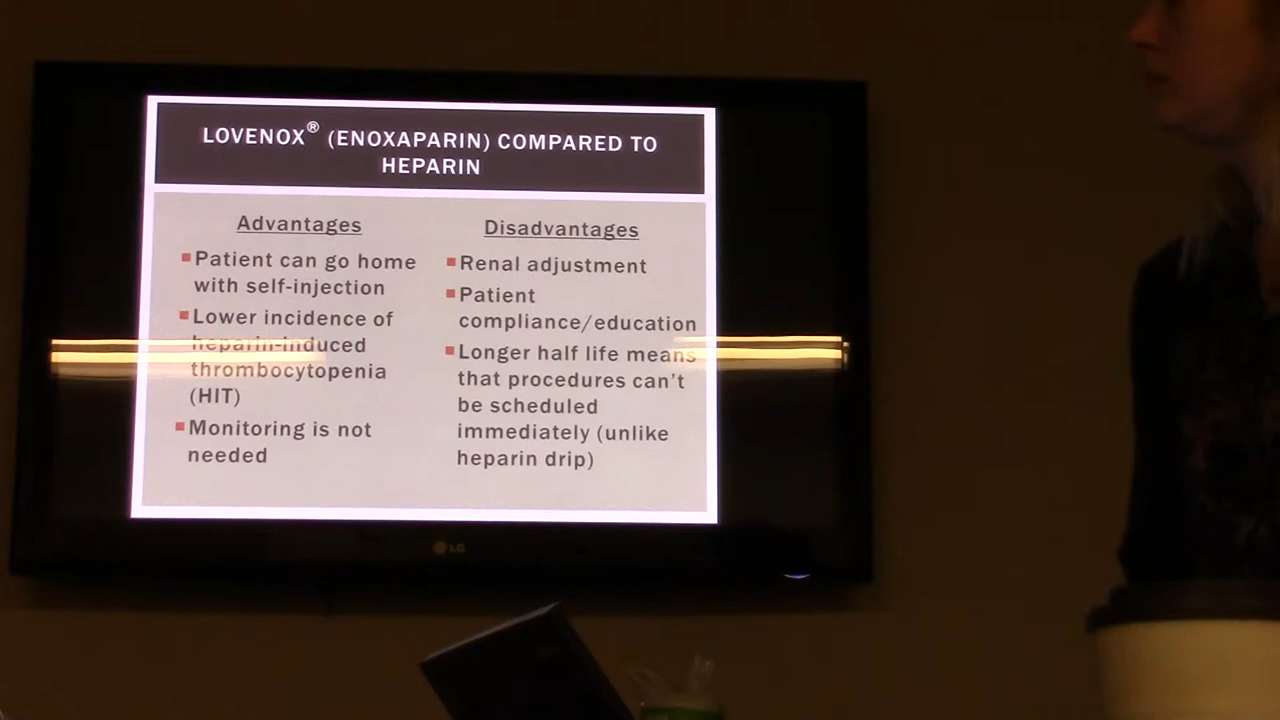 LOVENOX® (ENOXAPARIN) COMPARED TO
HEPARIN
Advantages
Patient can go home
with self-injection
Lower incidence of
heparin-induced
thrombocytopenia
(HIT)
Monitoring is not
needed
Disadvantages
Renal adjustment
Patient
compliance/education
Longer half life means
that procedures can't
be scheduled
immediately (unlike
heparin drip)
LG